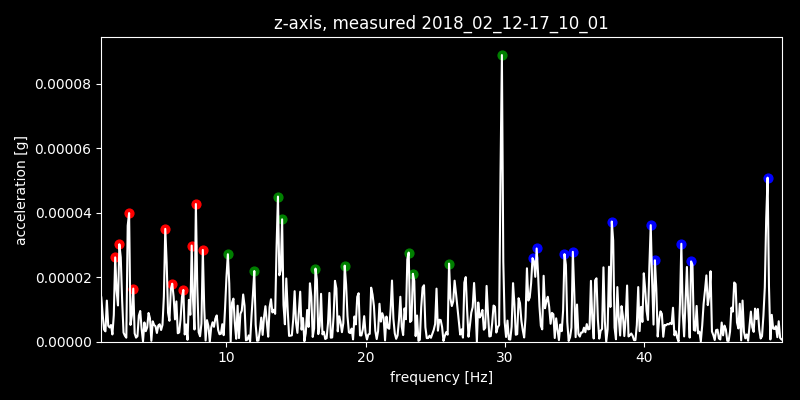 z-axis, measured 2018_02_12-17_10_01
0.00008
0.00006
0.00004
0.00002
0.00000
acceleration [g]
10 20 30 40
frequency [Hz]